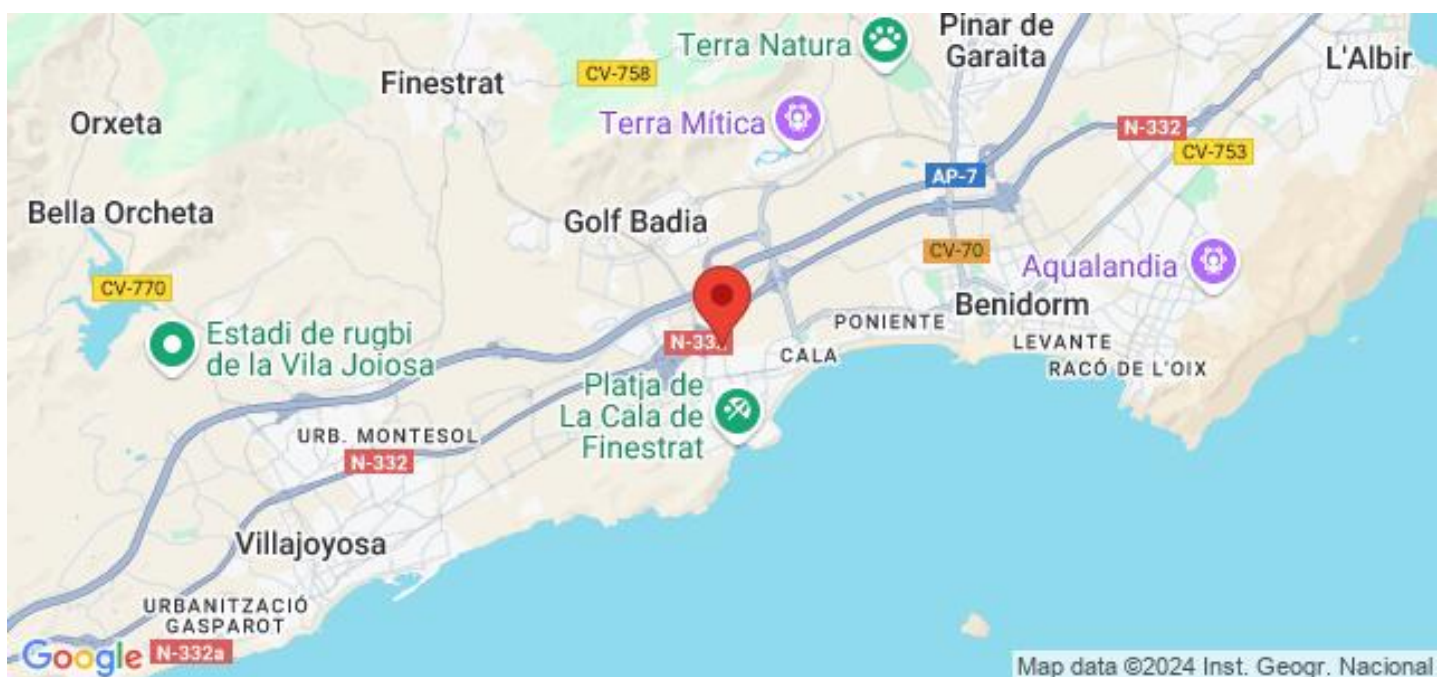 Terra Natura
Pinar de
Garaita
L'Albir
Finestrat
CV-758
Orxeta
Terra Mítica
N-332
CV-753
AP-7
Bella Orcheta
Golf Badia
CV-70
Aqualandia
CV-770
Benidorm
PONIENTE
Estadi de rugbi
de la Vila Joiosa
LEVANTE
CALA
RACÓ DE L'OIX
Platja de
La Cala de
Finestrat
URB. MONTESOL
N-332
Villajoyosa
URBANITZACIÓ
GASPAROT
Google
N-332a
Map data ©2024 Inst. Geogr. Nacional